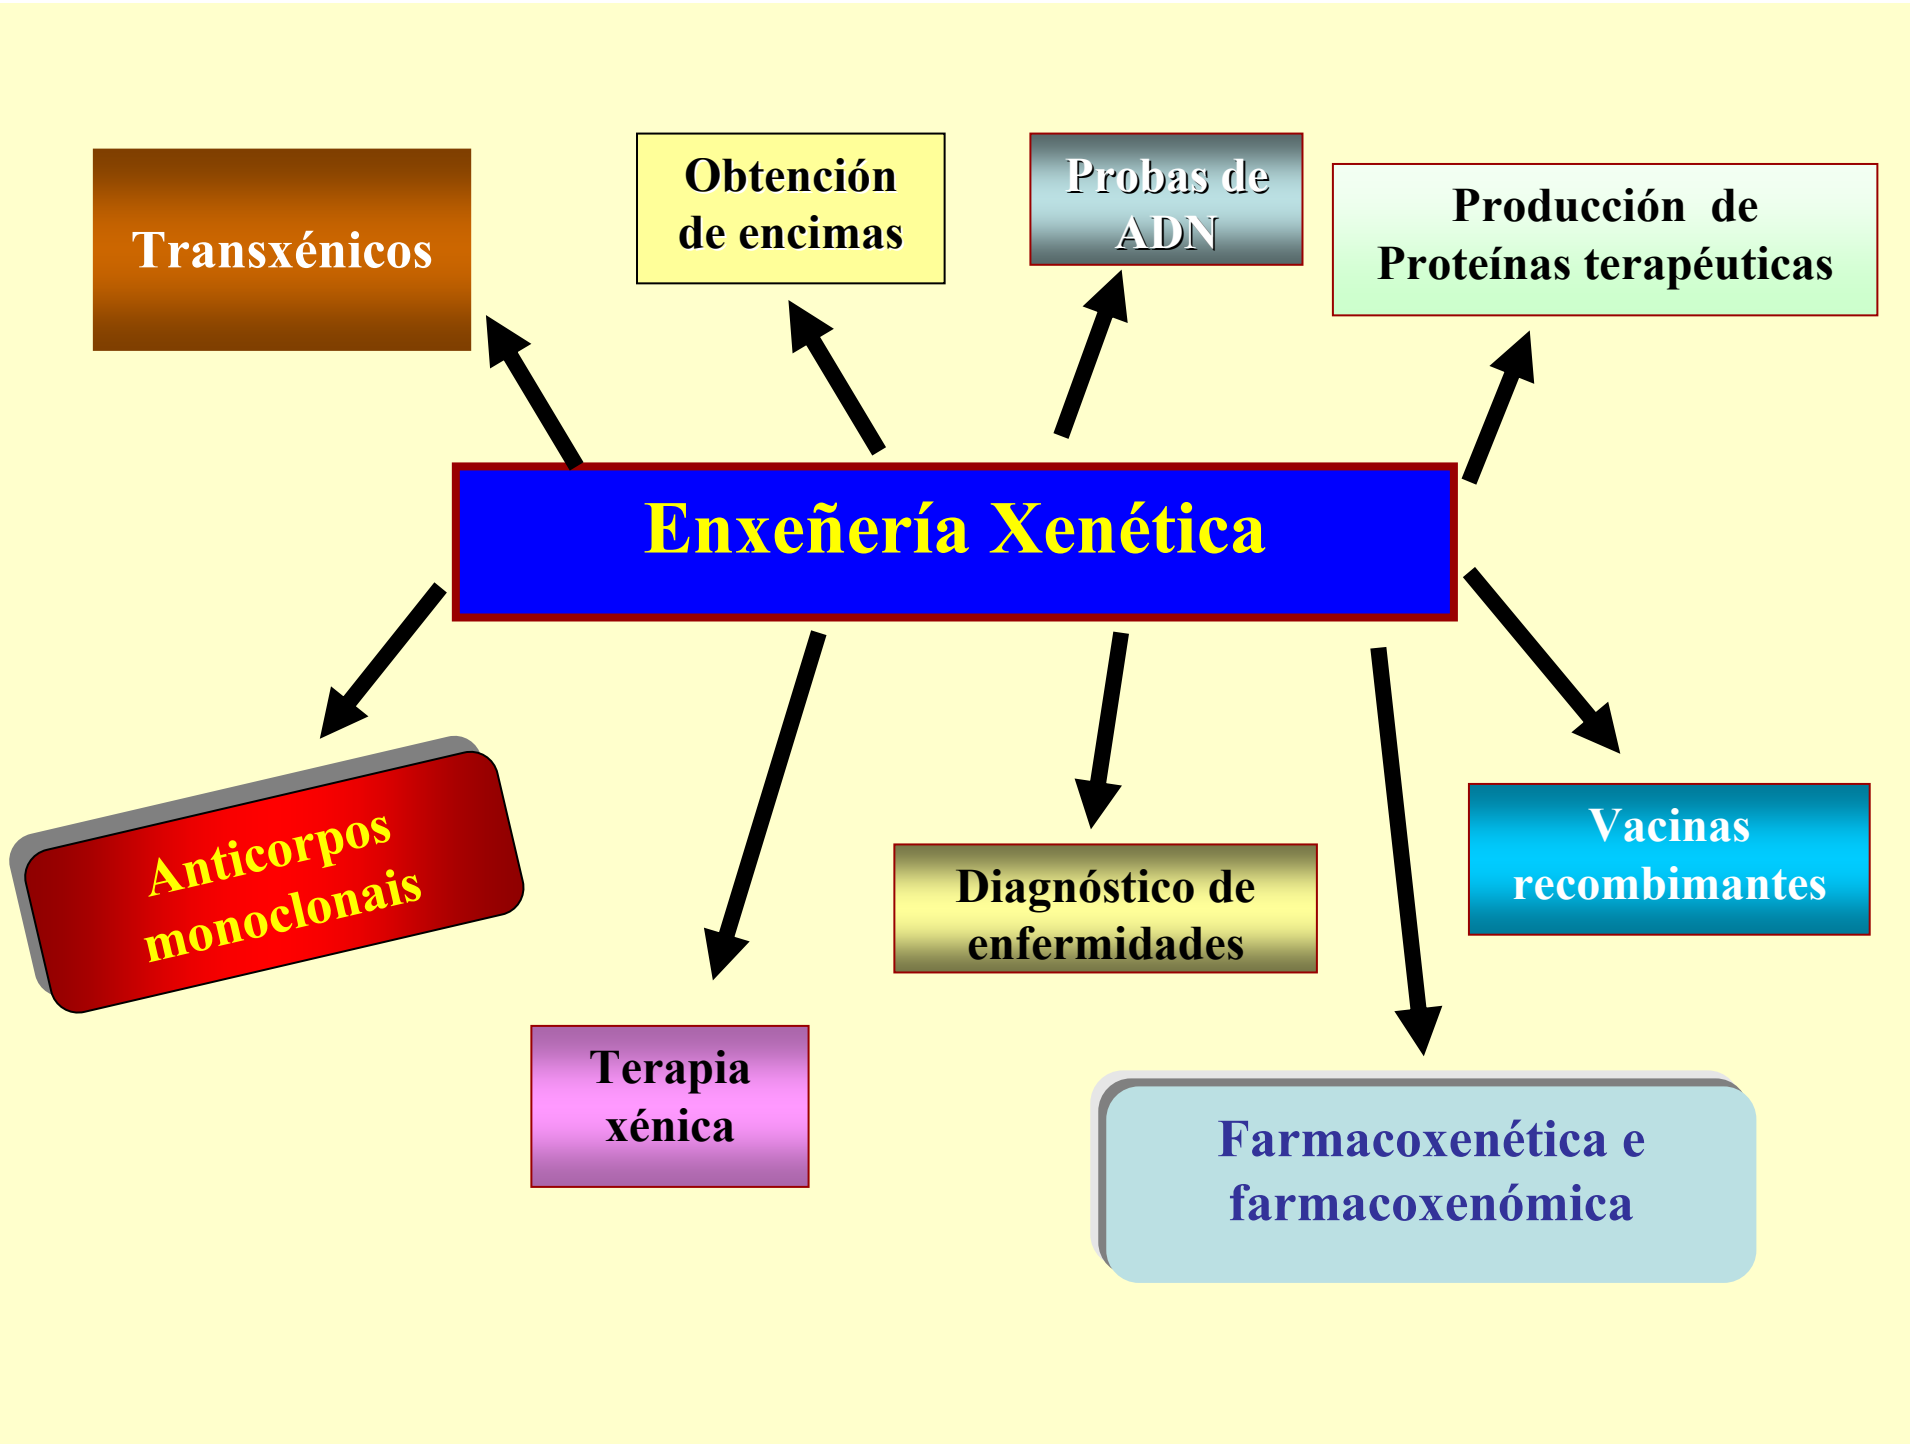 Transxénicos
Obtención
de encimas
Probas de
ADN
Producción  de
Proteínas terapéuticas
Enxeñería Xenética
Anticorpos
monoclonais
Terapia
xénica
Diagnóstico de
enfermidades
Farmacoxenética e
farmacoxenómica
Vacinas
recombimantes